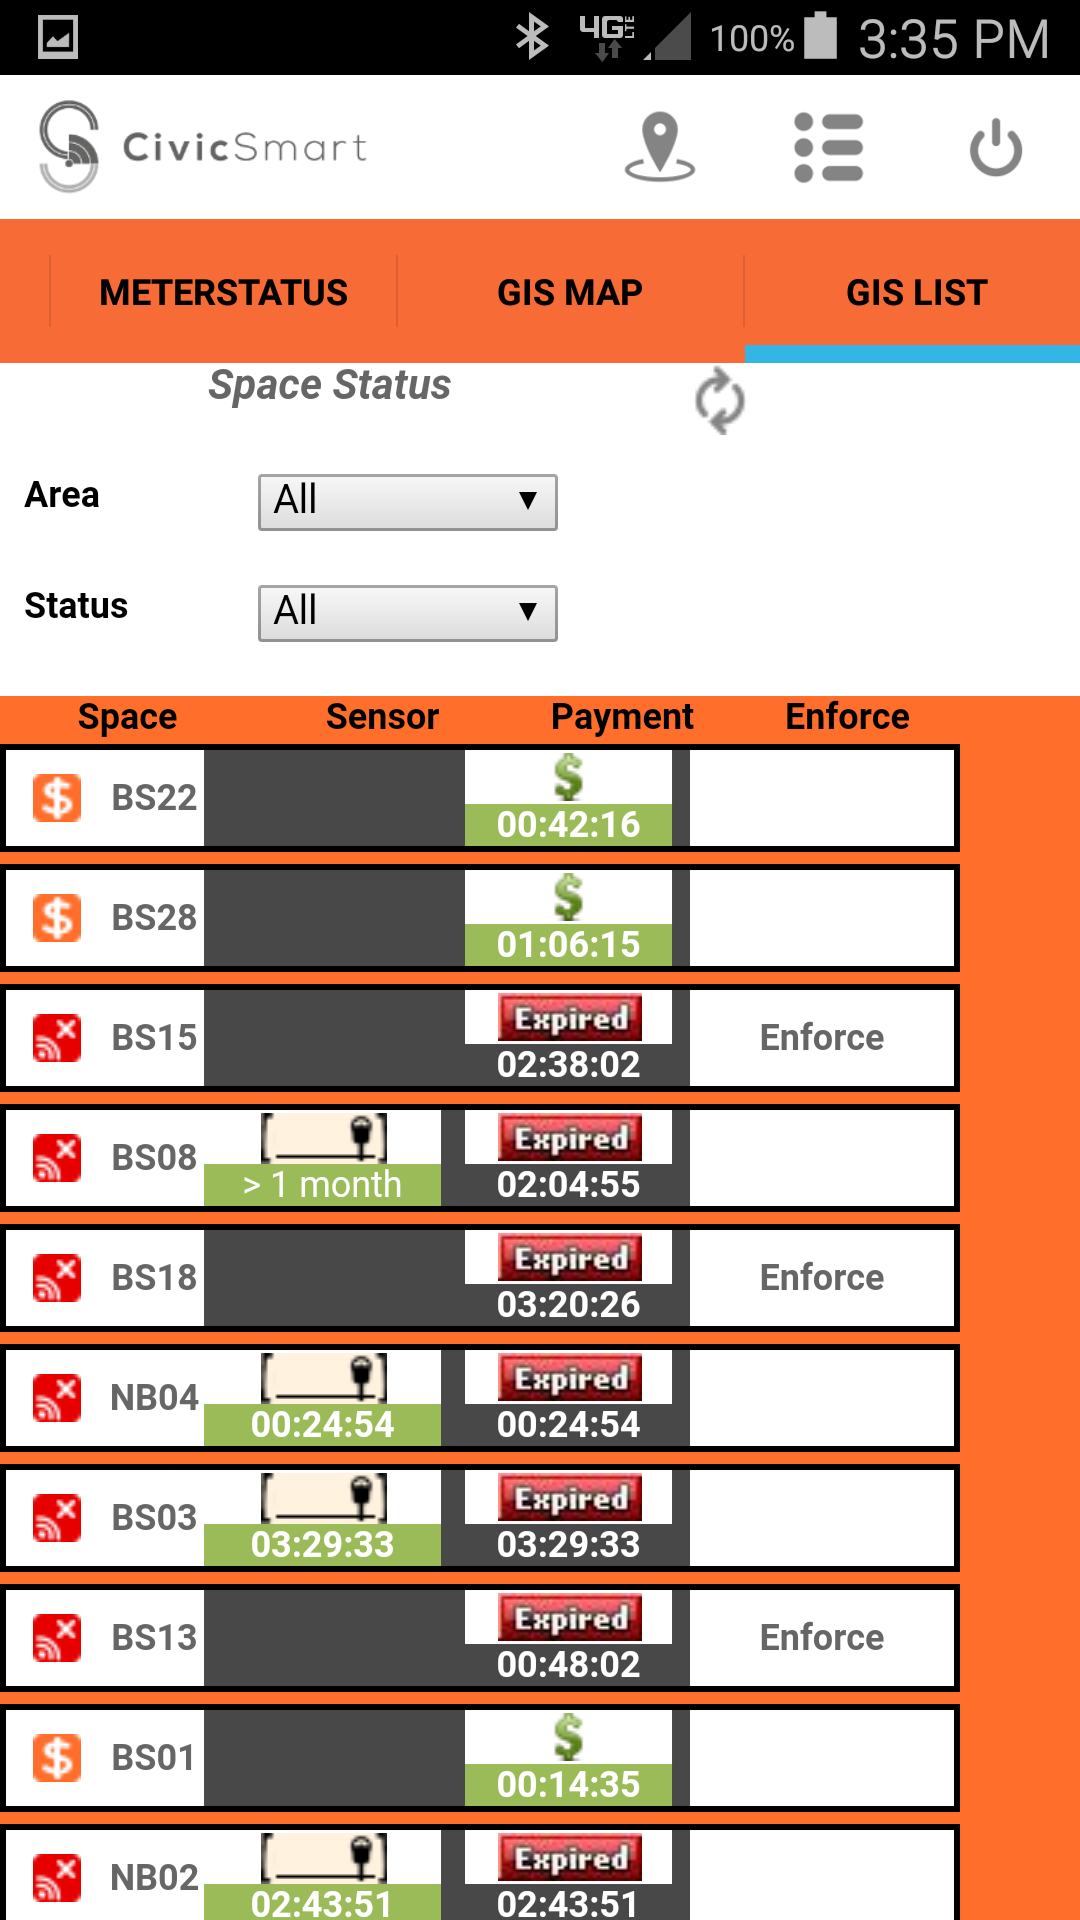 4G LTE 100% 3:35 PM
CivicSmart
METERSTATUS GIS MAP GIS LIST
Space Status
Area All
Status All
Space Sensor Payment Enforce
$ BS22 $ 00:42:16
$ BS28 $ 01:06:15
BS15 Expired 02:38:02 Enforce
BS08 > 1 month Expired 02:04:55
BS18 Expired 03:20:26 Enforce
NB04 00:24:54 Expired 00:24:54
BS03 03:29:33 Expired 03:29:33
BS13 Expired 00:48:02 Enforce
$ BS01 $ 00:14:35
NB02 02:43:51 Expired 02:43:51